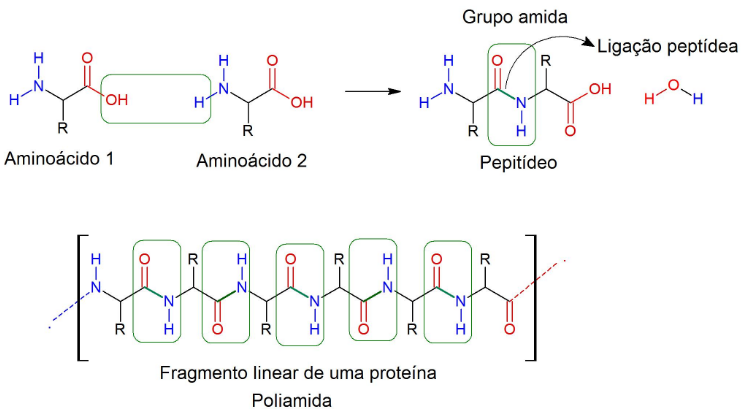 Grupo amida
Ligação peptídea
H N H O OH R
H N H O OH R
H N H R O N H R OH O
H O H
Aminoácido 1
Aminoácido 2
Pepitídeo
H N R O N H R O H N R O N H R O H N R O N H R O
Fragmento linear de uma proteína
Poliamida